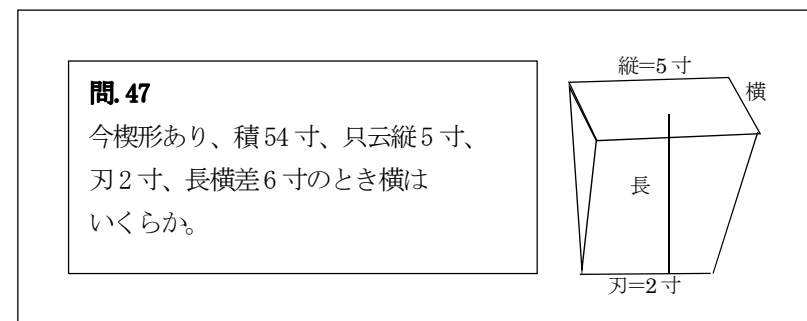 問.47
今楔形あり、積54寸、只云縦5寸、
刃2寸、長横差6寸のとき横は
いくらか。
縦=5寸
横
長
刃=2寸